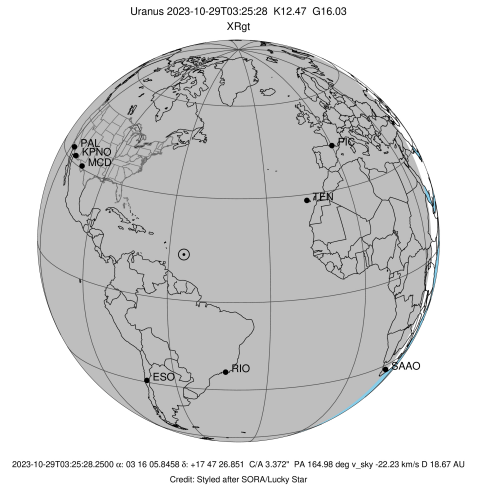 Uranus 2023-10-29T03:25:28 K12.47 G16.03
XRgt
PAL
KPNO
MCD
PIC
TEN
ESO
RIO
SAAO
2023-10-29T03:25:28.2500 α: 03 16 05.8458 δ: +17 47 26.851 C/A 3.372" PA 164.98 deg v_sky -22.23 km/s D 18.67 AU
Credit: Styled after SORA/Lucky Star